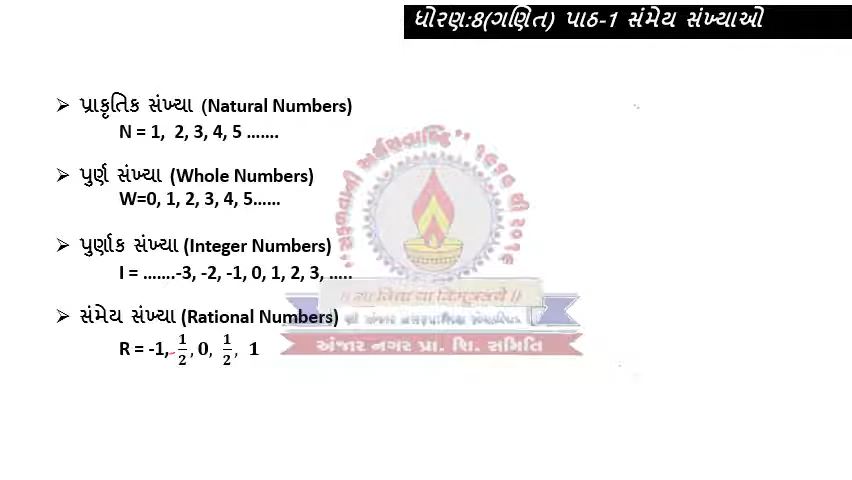 ધોરણ:8(ગણિત) પાઠ-1 સંમેય સંખ્યાઓ
➢ પ્રાકૃતિક સંખ્યા (Natural Numbers)
N = 1, 2, 3, 4, 5 .......
➢ પુર્ણ સંખ્યા (Whole Numbers)
W=0, 1, 2, 3, 4, 5......
➢ પુર્ણાક સંખ્યા (Integer Numbers)
I = .......-3, -2, -1, 0, 1, 2, 3, .....
➢ સંમેય સંખ્યા (Rational Numbers)
R = -1, -1/2, 0, 1/2, 1
અંજાર નગર પ્રા. શિ. સમિતિ